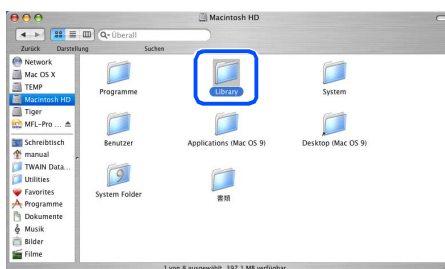 Macintosh HD
Überall
Zurück Darstellung Suchen
Network
Mac OS X
TEMP
Macintosh HD
Tiger
MFL-Pro ...
Schreibtisch
manual
TWAIN Data...
Utilities
Favorites
Programme
Dokumente
Musik
Bilder
Filme
Programme Library System
Benutzer Applications (Mac OS 9) Desktop (Mac OS 9)
9
System Folder 書類
1 von 8 ausgewählt, 397,1 MB verfügbar